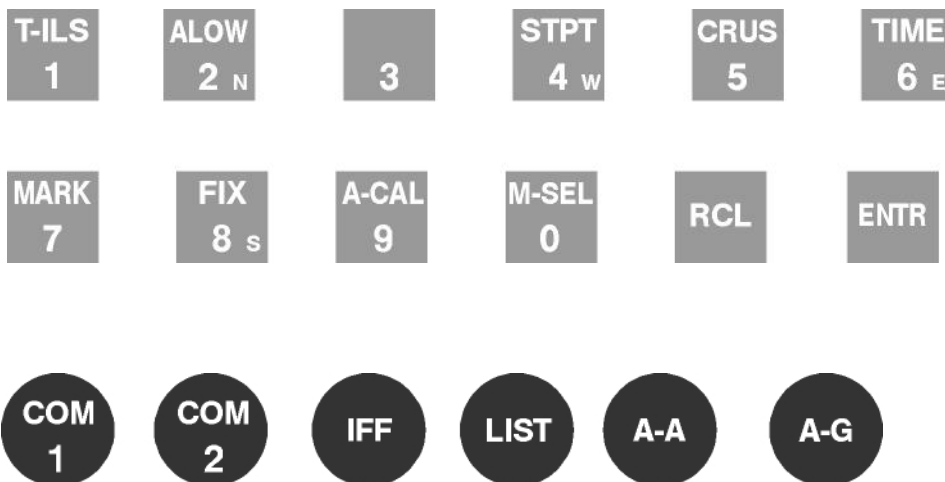 T-ILS ALOW STPT CRUS TIME
1 2 N 3 4 W 5 6 E
MARK FIX A-CAL M-SEL RCL ENTR
7 8 S 9 0
COM COM IFF LIST A-A A-G
1 2